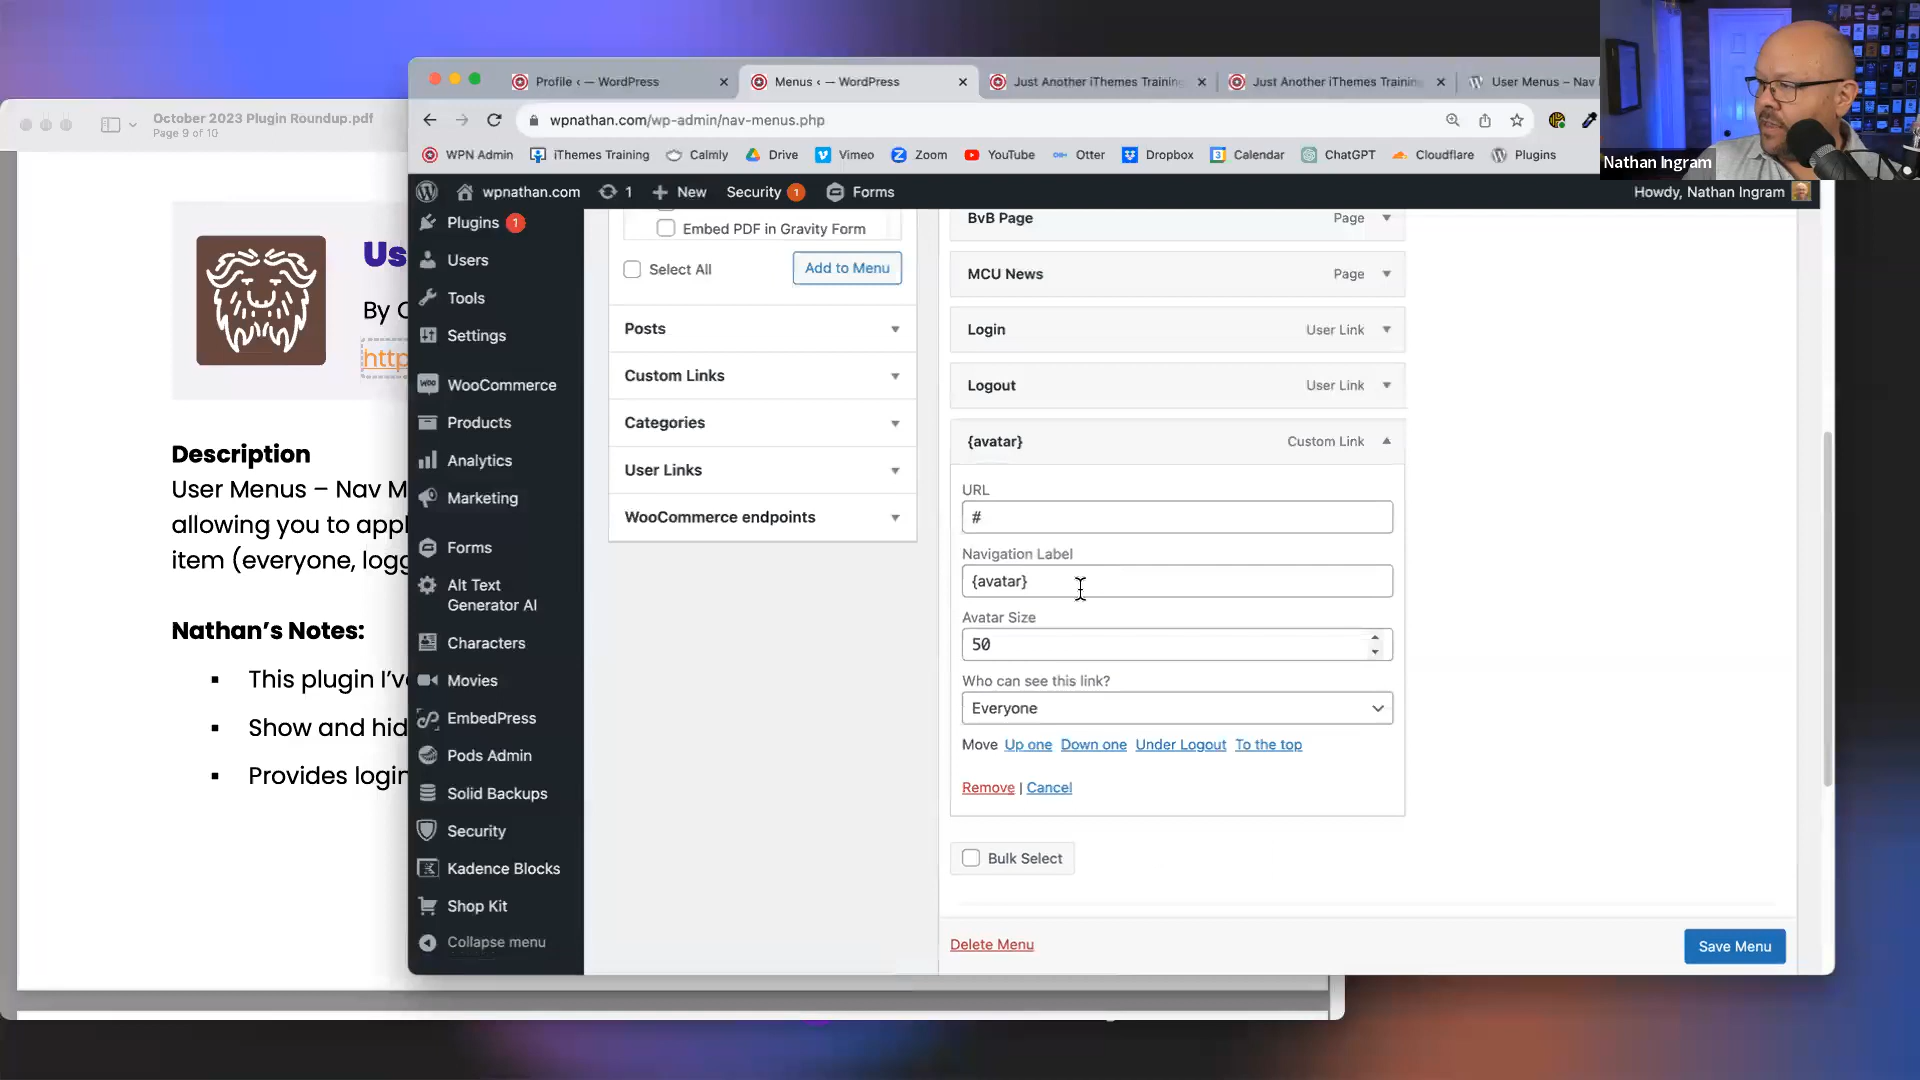 October 2023 Plugin Roundup.pdf
Page 9 of 10
Us
By
http
Description
User Menus – Nav M
allowing you to appl
item (everyone, logg
Nathan's Notes:
This plugin I've
Show and hid
Provides login
Profile ‹ — WordPress
Menus ‹ — WordPress
Just Another iThemes Training
Just Another iThemes Training
User Menus – Nav
wpnathan.com/wp-admin/nav-menus.php
WPN Admin
iThemes Training
Calmly
Drive
Vimeo
Zoom
YouTube
Otter
Dropbox
Calendar
ChatGPT
Cloudflare
Plugins
Nathan Ingram
wpnathan.com
1
New
Security 1
Forms
Howdy, Nathan Ingram
Plugins 1
Users
Tools
Settings
WooCommerce
Products
Analytics
Marketing
Forms
Alt Text
Generator AI
Characters
Movies
EmbedPress
Pods Admin
Solid Backups
Security
Kadence Blocks
Shop Kit
Collapse menu
Embed PDF in Gravity Form
Select All
Add to Menu
Posts
Custom Links
Categories
User Links
WooCommerce endpoints
BvB Page Page
MCU News Page
Login User Link
Logout User Link
{avatar} Custom Link
URL
#
Navigation Label
{avatar}
Avatar Size
50
Who can see this link?
Everyone
Move Up one Down one Under Logout To the top
Remove | Cancel
Bulk Select
Delete Menu
Save Menu